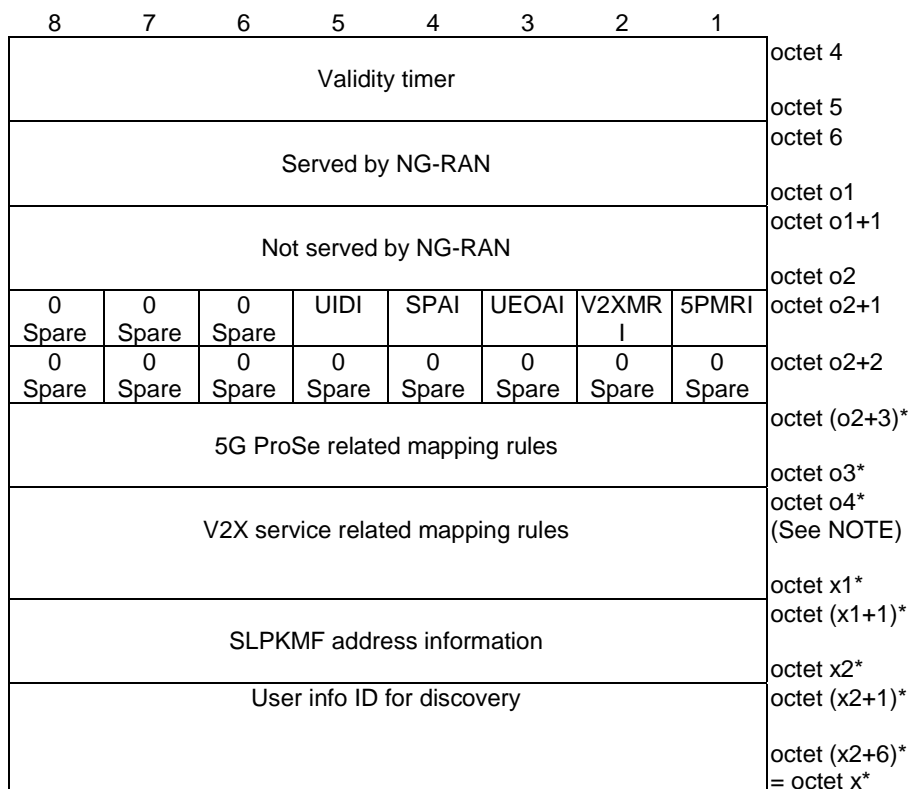 8 7 6 5 4 3 2 1
octet 4
Validity timer
octet 5
octet 6
Served by NG-RAN
octet o1
octet o1+1
Not served by NG-RAN
octet o2
0 0 0 UIDI SPAI UEOAI V2XMR 5PMRI octet o2+1
Spare Spare Spare I
0 0 0 0 0 0 0 0 octet o2+2
Spare Spare Spare Spare Spare Spare Spare Spare
octet (o2+3)*
5G ProSe related mapping rules
octet o3*
octet o4*
V2X service related mapping rules (See NOTE)
octet x1*
octet (x1+1)*
SLPKMF address information
octet x2*
User info ID for discovery octet (x2+1)*
octet (x2+6)*
= octet x*